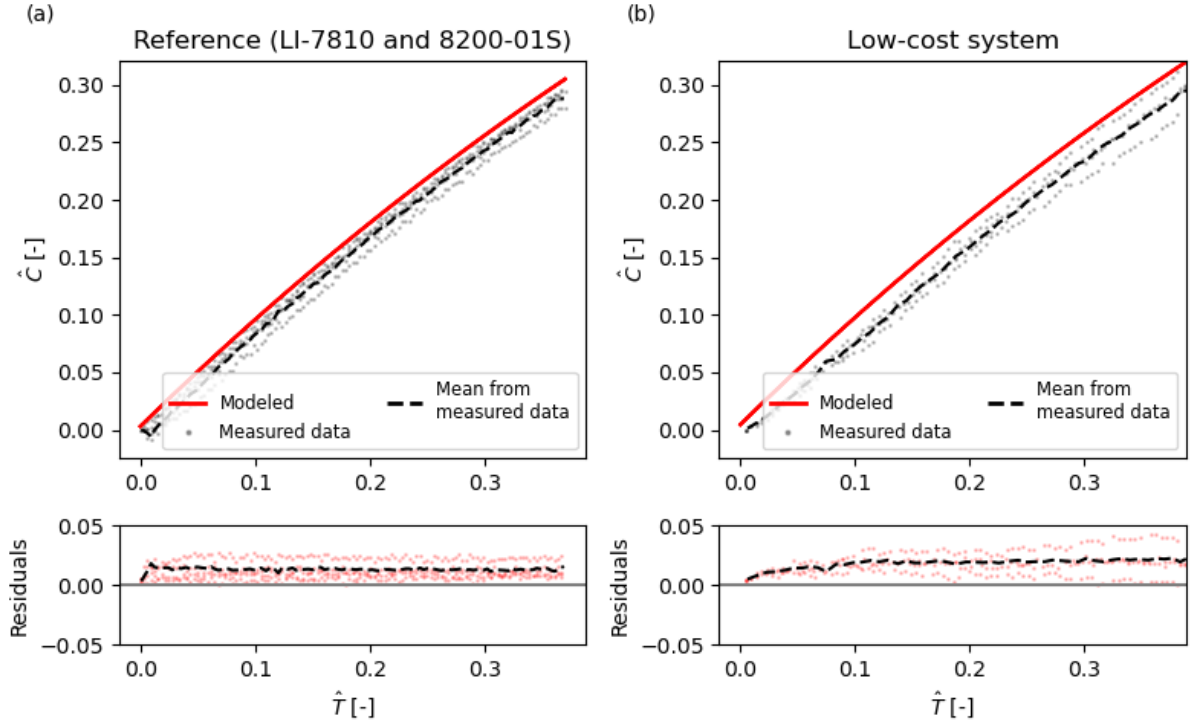 (a)
Reference (LI-7810 and 8200-01S)
0.30
0.25
0.20
0.15
0.10
0.05
0.00
Ĉ [-]
Modeled
Measured data
Mean from
measured data
0.0 0.1 0.2 0.3
0.05
0.00
−0.05
Residuals
0.0 0.1 0.2 0.3
T̂ [-]
(b)
Low-cost system
0.30
0.25
0.20
0.15
0.10
0.05
0.00
Ĉ [-]
Modeled
Measured data
Mean from
measured data
0.0 0.1 0.2 0.3
0.05
0.00
−0.05
Residuals
0.0 0.1 0.2 0.3
T̂ [-]